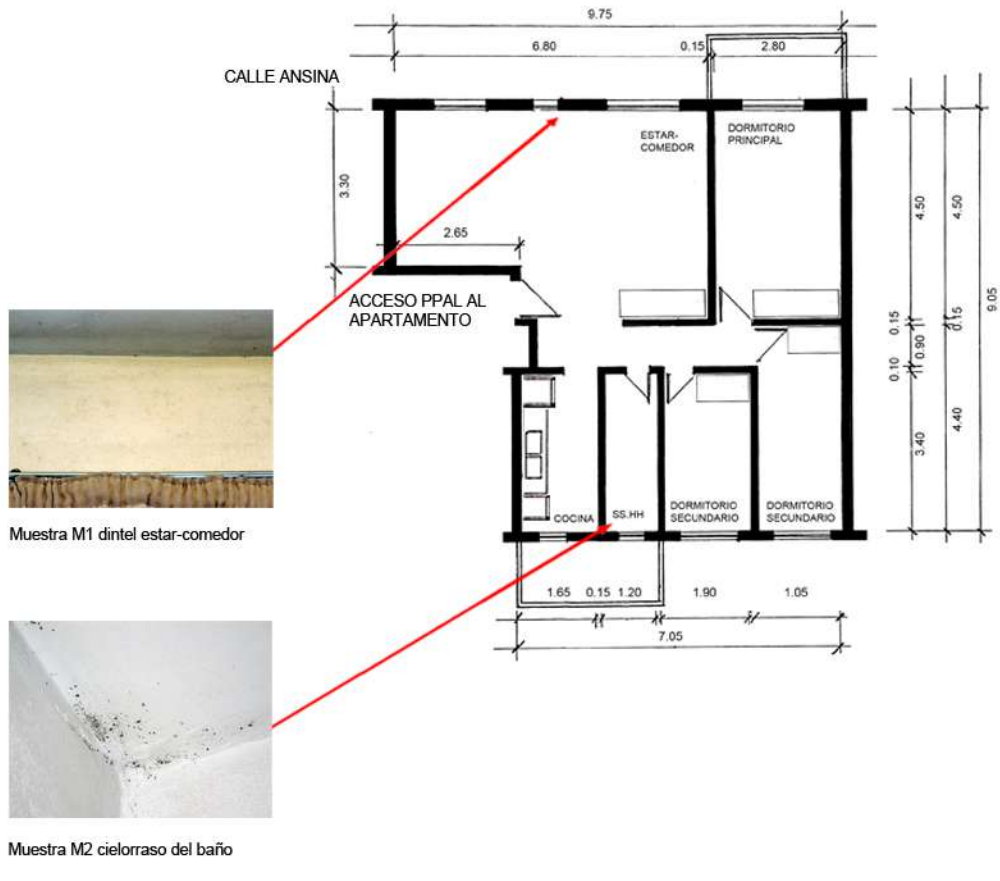 9.75
6.80
0.15
2.80
CALLE ANSINA
ESTAR-
COMEDOR
DORMITORIO
PRINCIPAL
3.30
4.50
4.50
2.65
9.05
ACCESO PPAL AL
APARTAMENTO
0.15
0.15
0.90
0.10
4.40
3.40
COCINA
SS.HH
DORMITORIO
SECUNDARIO
DORMITORIO
SECUNDARIO
Muestra M1 dintel estar-comedor
1.65
0.15
1.20
1.90
1.05
7.05
Muestra M2 cielorraso del baño